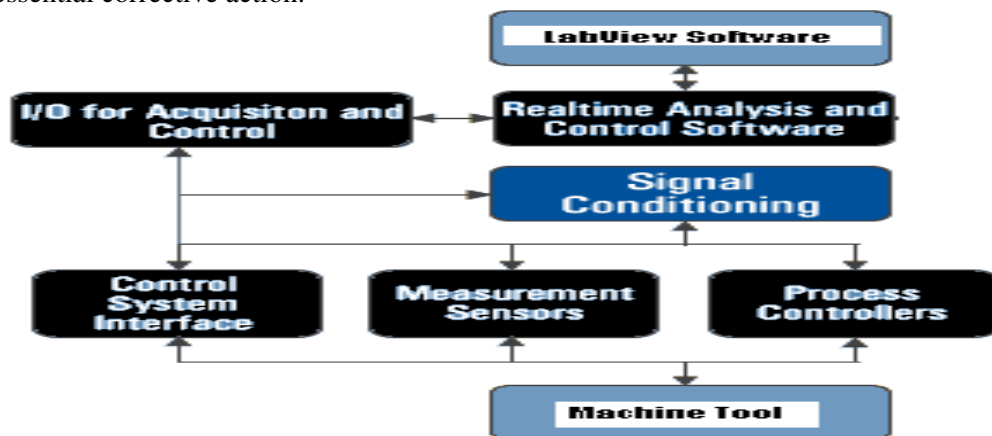 essential corrective action.
LabView Software
I/O for Acquisiton and
Control
Realtime Analysis and
Control Software
Signal
Conditioning
Control
System
Interface
Measurement
Sensors
Process
Controllers
Machine Tool